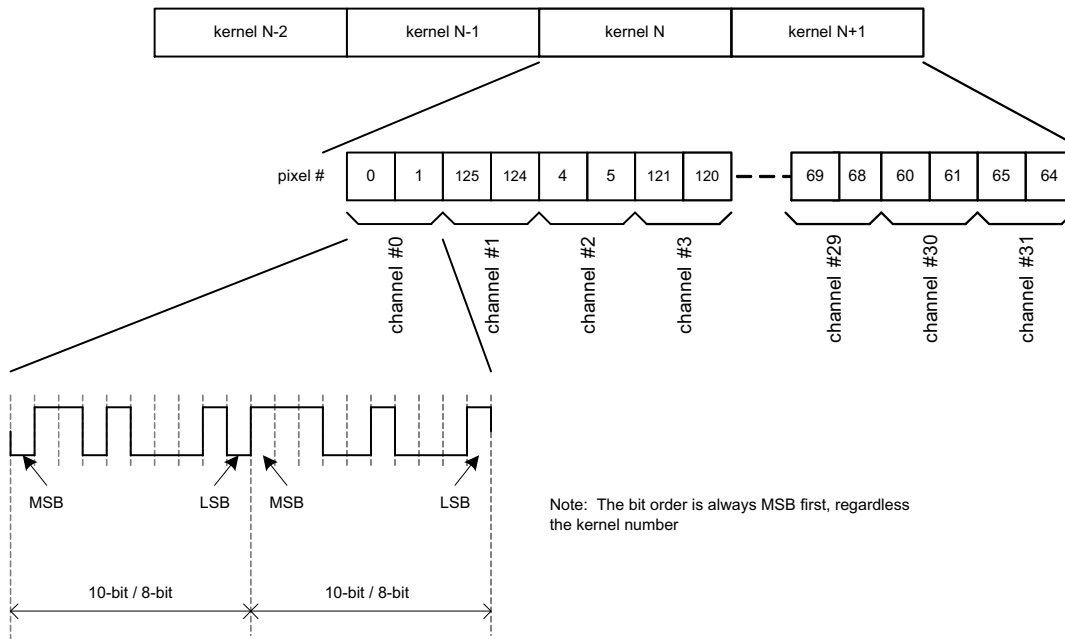 kernel N-2 kernel N-1 kernel N kernel N+1
pixel # 0 1 125 124 4 5 121 120 69 68 60 61 65 64
channel #0 channel #1 channel #2 channel #3 channel #29 channel #30 channel #31
MSB LSB MSB LSB
Note: The bit order is always MSB first, regardless
the kernel number
10-bit / 8-bit 10-bit / 8-bit